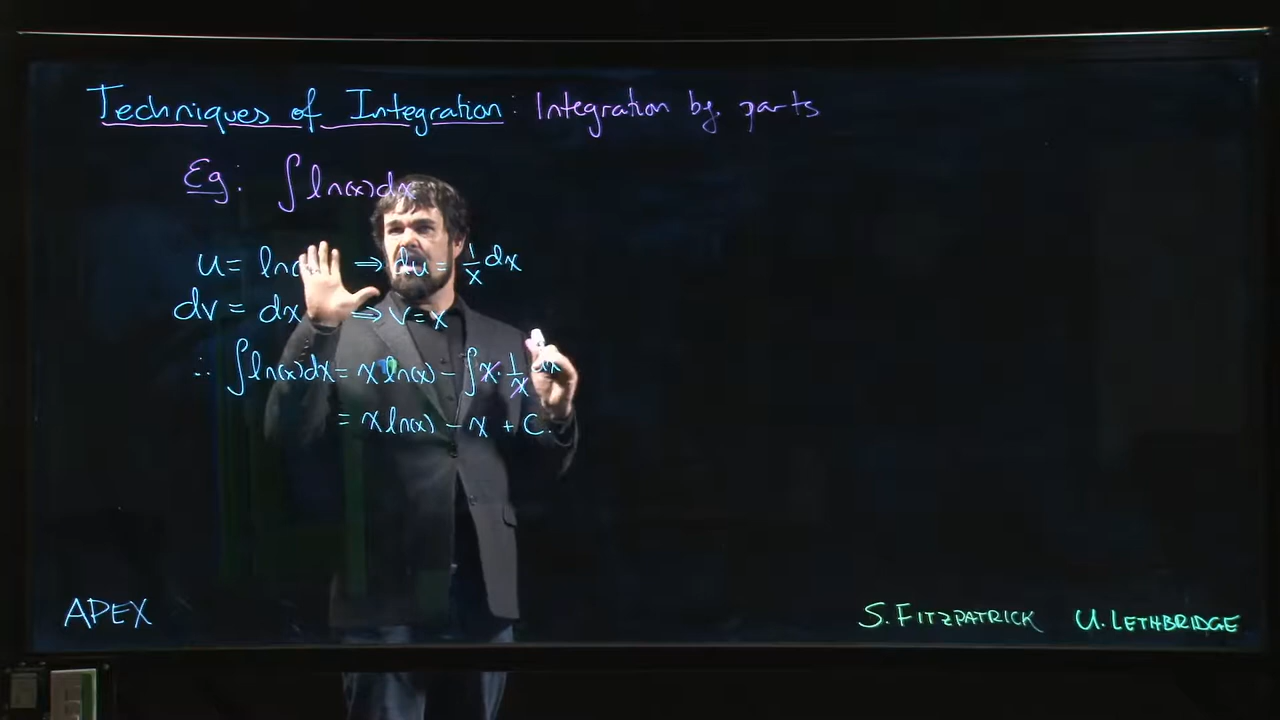 Techniques of Integration: Integration by parts
Eg: ∫ln(x)dx
u = ln( ⇒ du = 1/x dx
dv = dx ⇒ v = x
∴ ∫ln(x)dx = x ln(x) − ∫x·1/x dx
= x ln(x) − x + C.
APEX
S. FITZPATRICK U. LETHBRIDGE